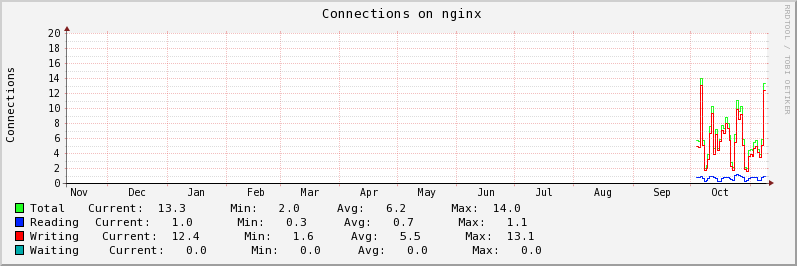 Connections on nginx
RRDTOOL / TOBI OETIKER
Connections
20
18
16
14
12
10
8
6
4
2
0
Nov Dec Jan Feb Mar Apr May Jun Jul Aug Sep Oct
Total Current: 13.3 Min: 2.0 Avg: 6.2 Max: 14.0
Reading Current: 1.0 Min: 0.3 Avg: 0.7 Max: 1.1
Writing Current: 12.4 Min: 1.6 Avg: 5.5 Max: 13.1
Waiting Current: 0.0 Min: 0.0 Avg: 0.0 Max: 0.0